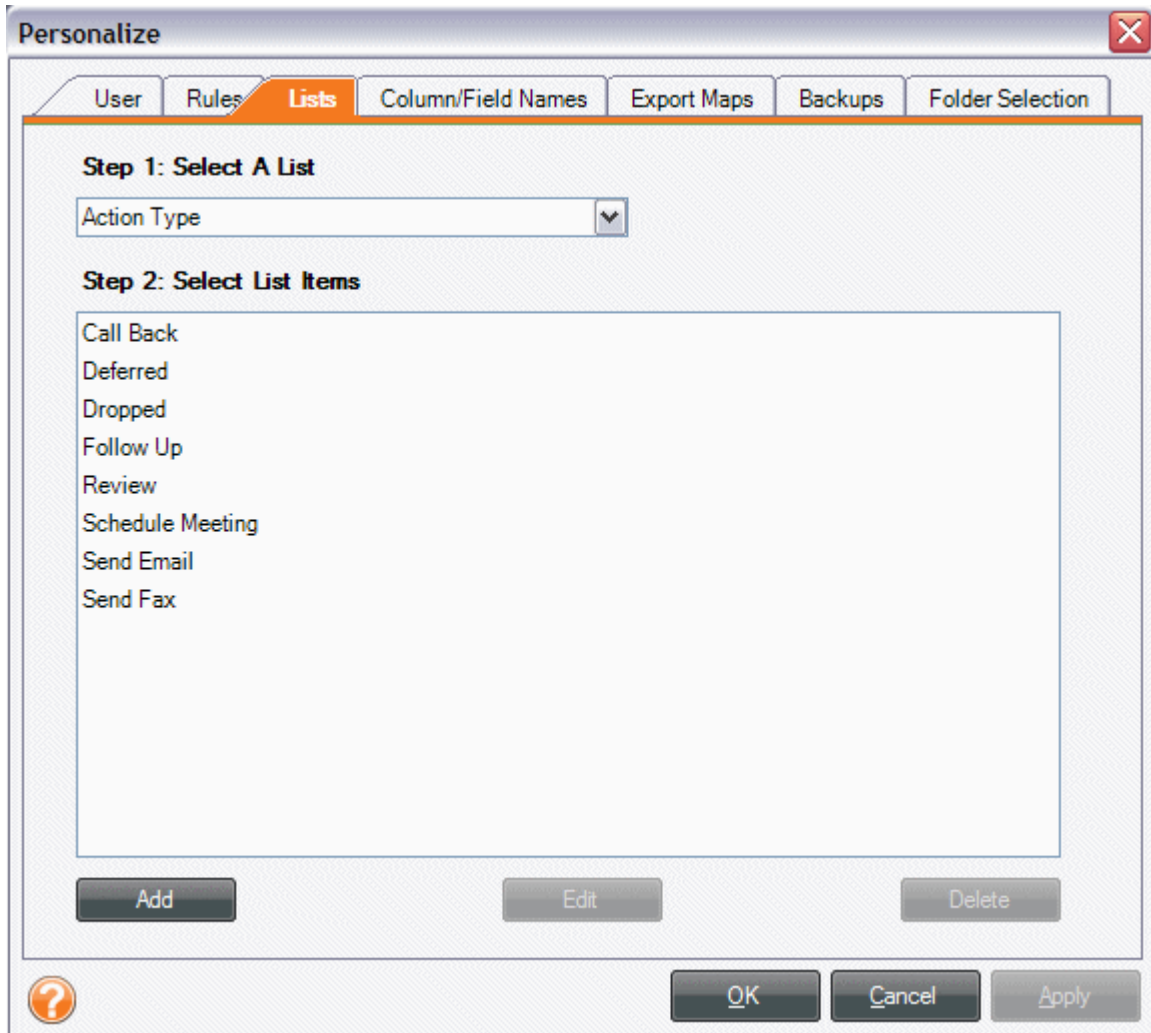 Personalize
User Rules Lists Column/Field Names Export Maps Backups Folder Selection
Step 1: Select A List
Action Type
Step 2: Select List Items
Call Back
Deferred
Dropped
Follow Up
Review
Schedule Meeting
Send Email
Send Fax
Add Edit Delete
? OK Cancel Apply